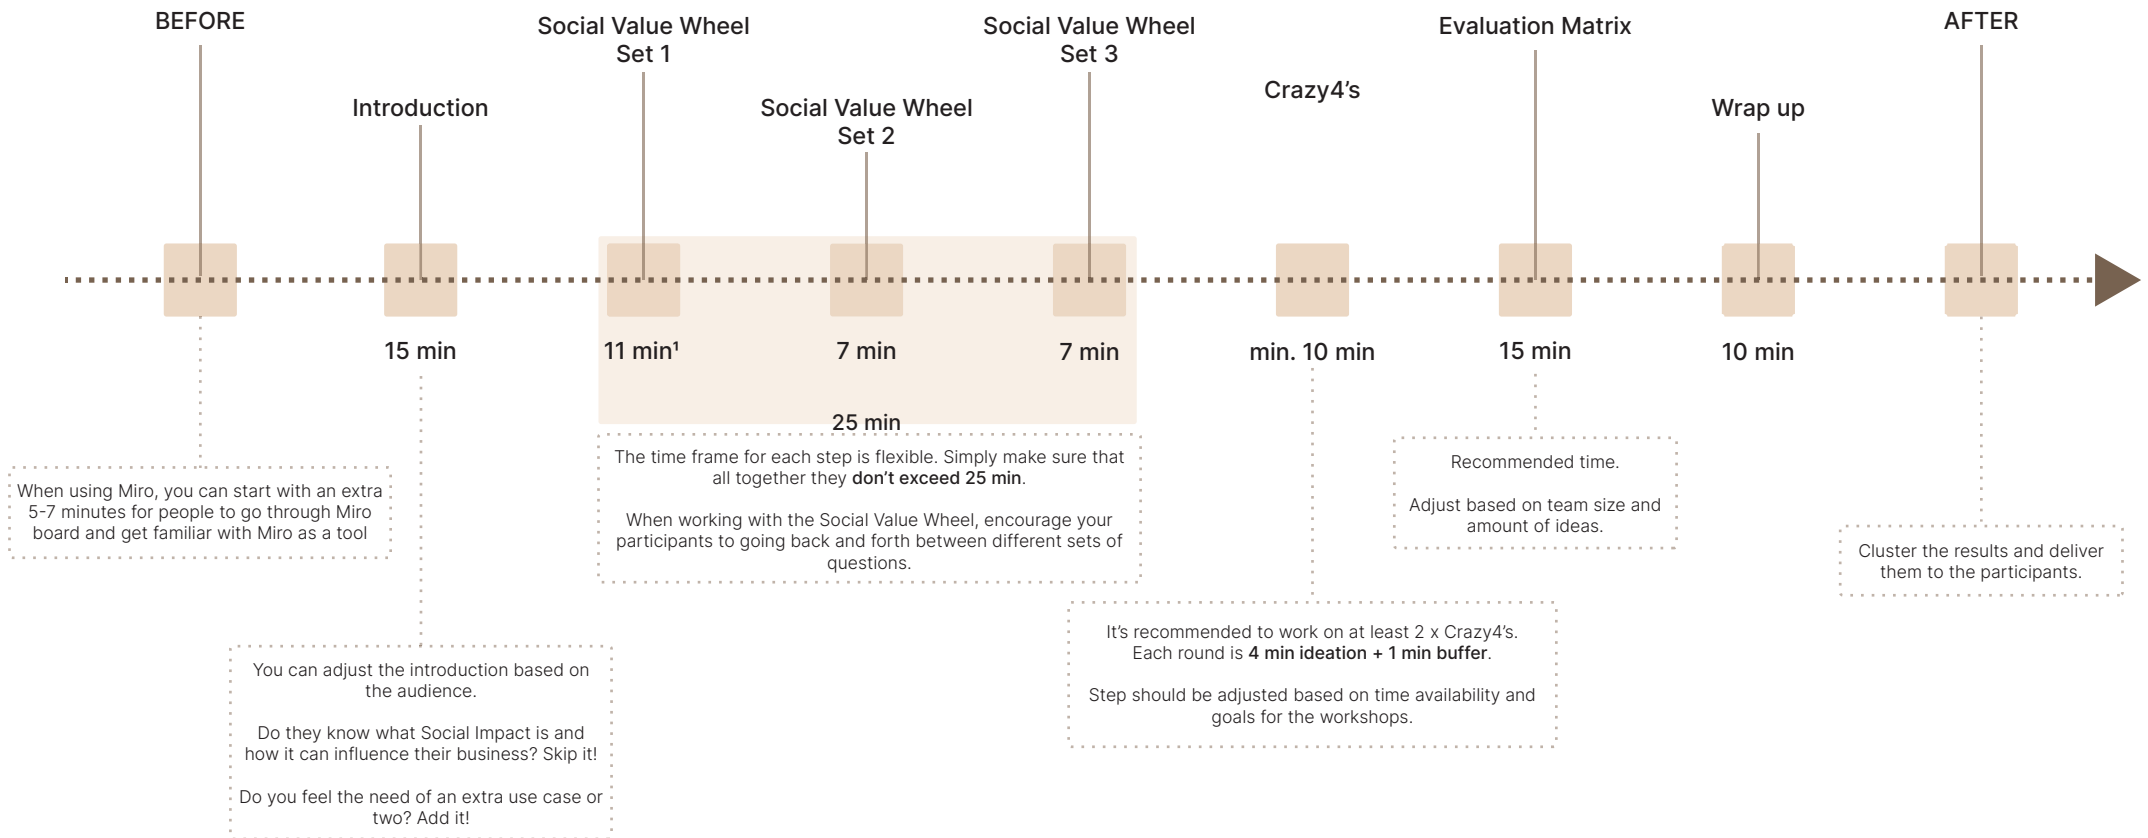 BEFORE
Introduction
Social Value Wheel
Set 1
Social Value Wheel
Set 2
Social Value Wheel
Set 3
Crazy4’s
Evaluation Matrix
Wrap up
AFTER
15 min
11 min¹
7 min
7 min
min. 10 min
15 min
10 min
25 min
When using Miro, you can start with an extra
5-7 minutes for people to go through Miro
board and get familiar with Miro as a tool
You can adjust the introduction based on
the audience.
Do they know what Social Impact is and
how it can influence their business? Skip it!
Do you feel the need of an extra use case or
two? Add it!
The time frame for each step is flexible. Simply make sure that
all together they don’t exceed 25 min.
When working with the Social Value Wheel, encourage your
participants to going back and forth between different sets of
questions.
It’s recommended to work on at least 2 x Crazy4’s.
Each round is 4 min ideation + 1 min buffer.
Step should be adjusted based on time availability and
goals for the workshops.
Recommended time.
Adjust based on team size and
amount of ideas.
Cluster the results and deliver
them to the participants.